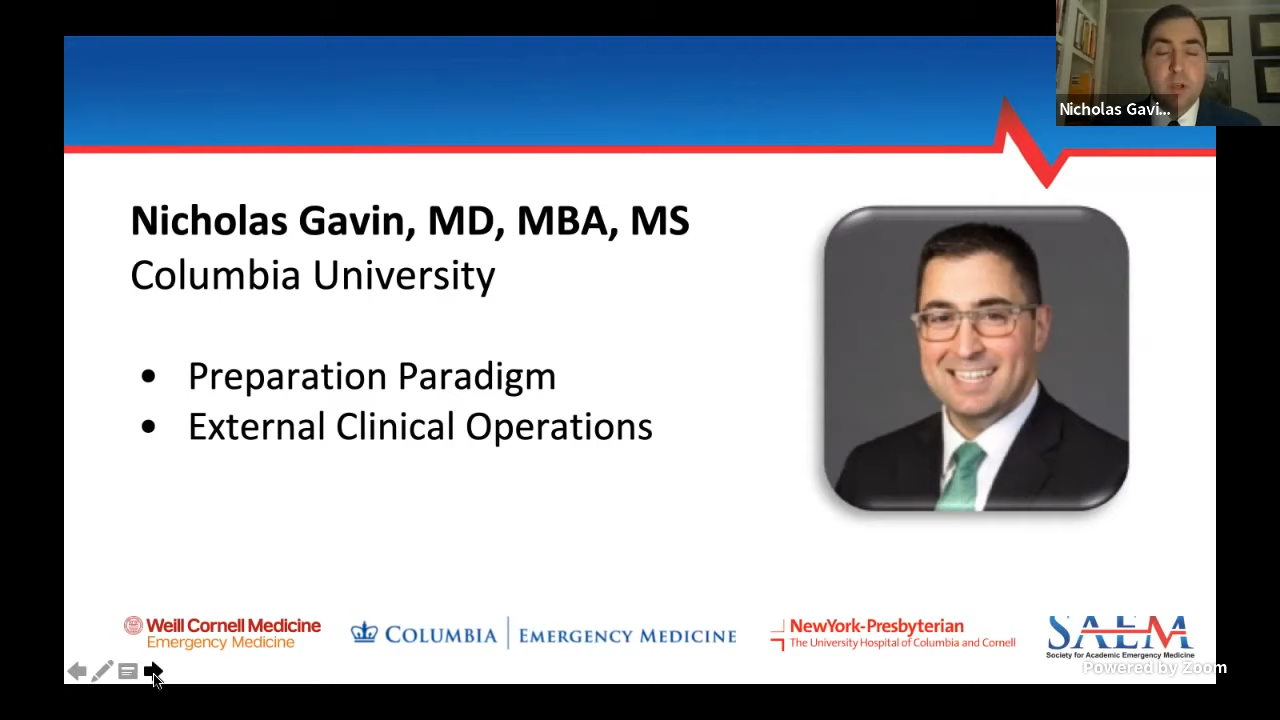 Nicholas Gavi...
Nicholas Gavin, MD, MBA, MS
Columbia University
• Preparation Paradigm
• External Clinical Operations
Weill Cornell Medicine
Emergency Medicine
COLUMBIA | EMERGENCY MEDICINE
NewYork-Presbyterian
The University Hospital of Columbia and Cornell
SAEM
Society for Academic Emergency Medicine
Powered by Zoom